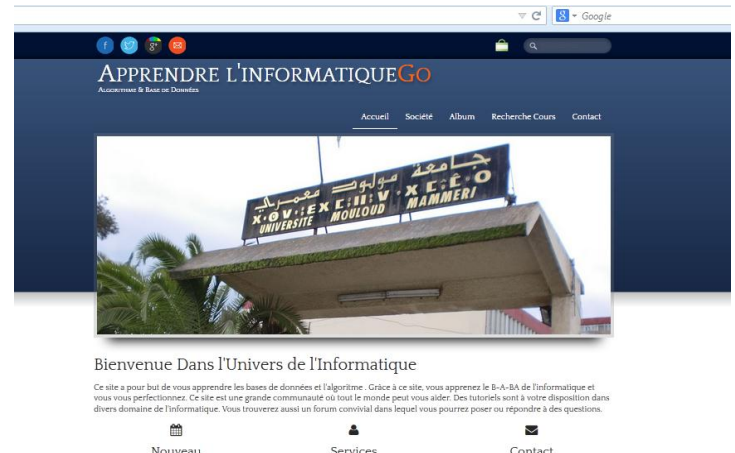 Google
APPRENDRE L'INFORMATIQUEGO
ALGORITHME & BASE DE DONNÉES
Accueil Société Album Recherche Cours Contact
جامعة مولود معمري
UNIVERSITE MOULOUD MAMMERI
Bienvenue Dans l'Univers de l'Informatique
Ce site a pour but de vous apprendre les bases de données et l'algoritme . Grâce à ce site, vous apprenez le B-A-BA de l'informatique et
vous vous perfectionnez. Ce site est une grande communauté où tout le monde peut vous aider. Des tutoriels sont à votre disposition dans
divers domaine de l'informatique. Vous trouverez aussi un forum convivial dans lequel vous pourrez poser ou répondre à des questions.
Nouveau Services Contact